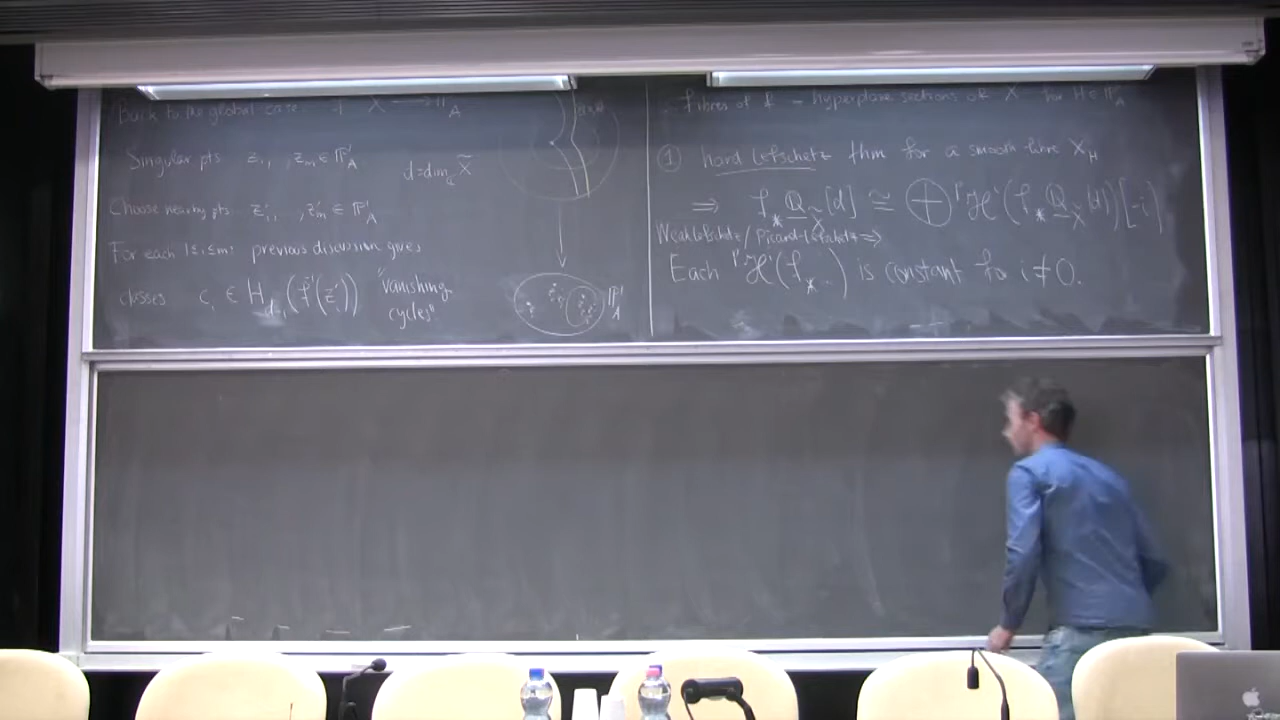 Back to the global case f X̃ ⟶ ℙ¹_A
Singular pts z₁, , z_m ∈ ℙ¹_A
d = dim_ℂ X̃
Choose nearby pts z'₁, , z'_m ∈ ℙ¹_A
For each 1≤i≤m: previous discussion gives
classes c_i ∈ H_{d-1}(f⁻¹(z'_i)) "vanishing
cycles"
ℙ¹_A
Fibres of f = hyperplane sections of X for H ∈ ℙ¹_A
① hard Lefschetz thm for a smooth fibre X_H
⟹ f_* ℚ_X̃ [d] ≅ ⊕ ᵖℋⁱ(f_* ℚ_X̃ [d])[-i]
Weak Lefschetz / Picard-Lefschetz ⟹
Each ᵖℋⁱ(f_* ...) is constant for i ≠ 0.